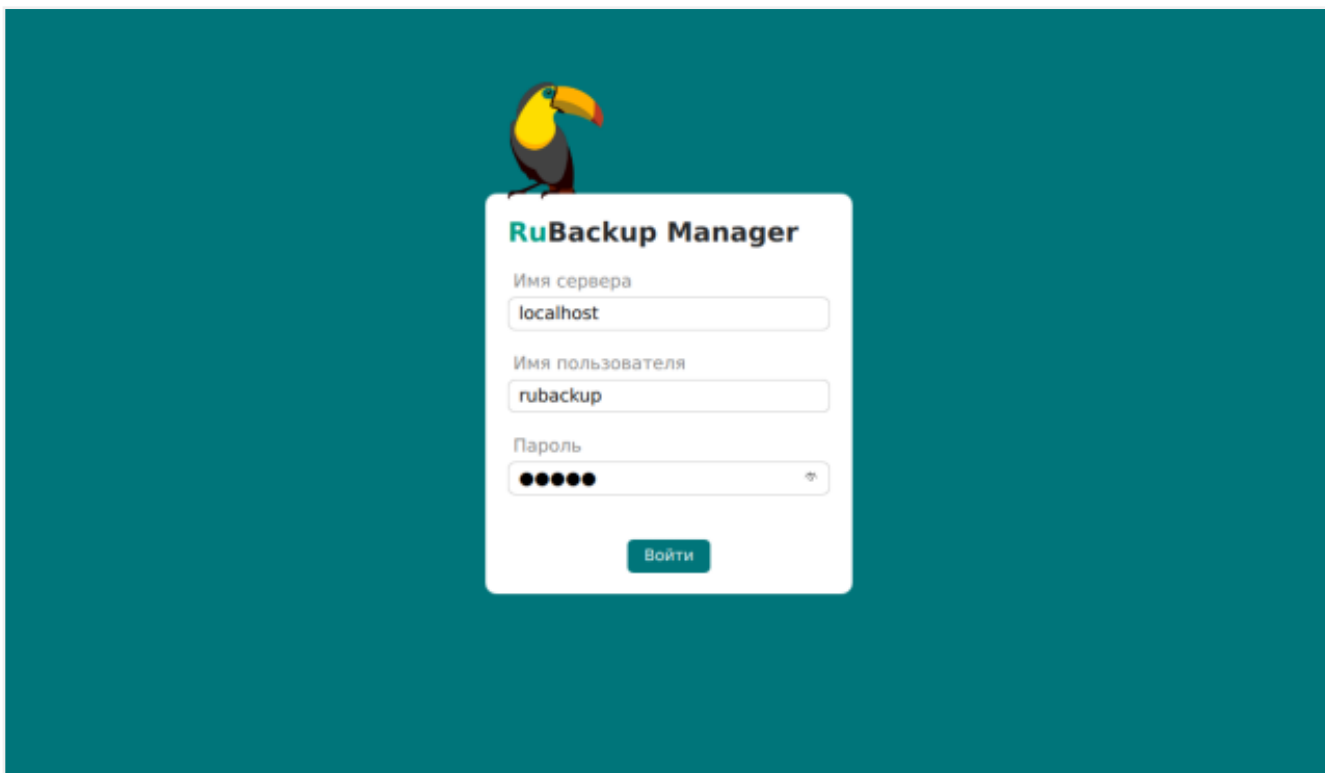 RuBackup Manager
Имя сервера
localhost
Имя пользователя
rubackup
Пароль
●●●●●
Войти